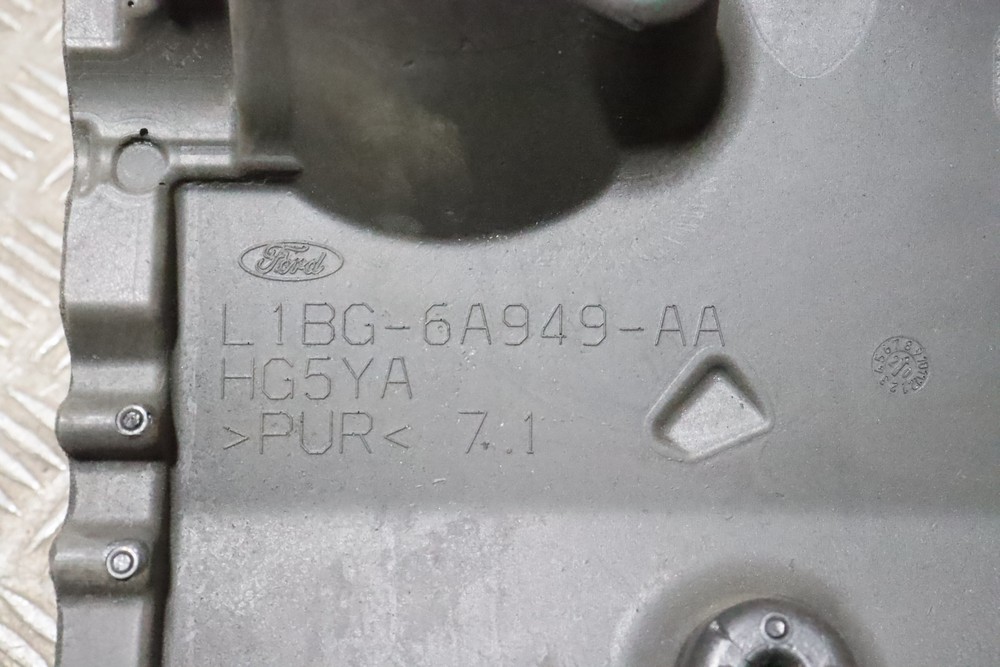 Ford
L1BG-6A949-AA
HG5YA
>PUR< 7.1